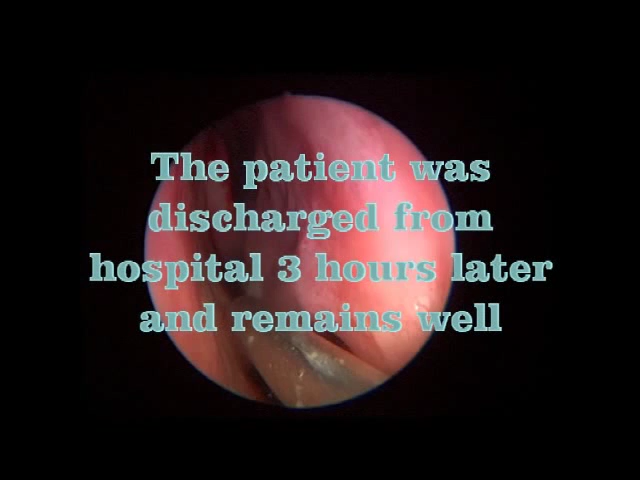 The patient was
discharged from
hospital 3 hours later
and remains well